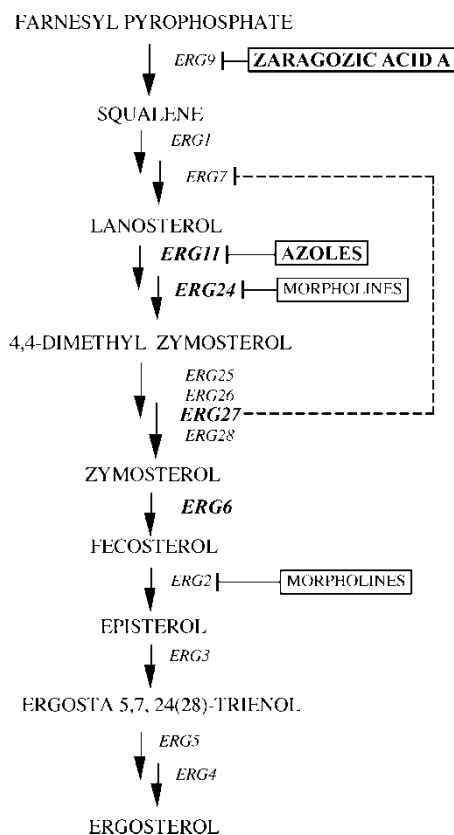 FARNESYL PYROPHOSPHATE
ERG9 ZARAGOZIC ACID A
SQUALENE
ERG1
ERG7
LANOSTEROL
ERG11 AZOLES
ERG24 MORPHOLINES
4,4-DIMETHYL ZYMOSTEROL
ERG25
ERG26
ERG27
ERG28
ZYMOSTEROL
ERG6
FECOSTEROL
ERG2 MORPHOLINES
EPISTEROL
ERG3
ERGOSTA 5,7, 24(28)-TRIENOL
ERG5
ERG4
ERGOSTEROL